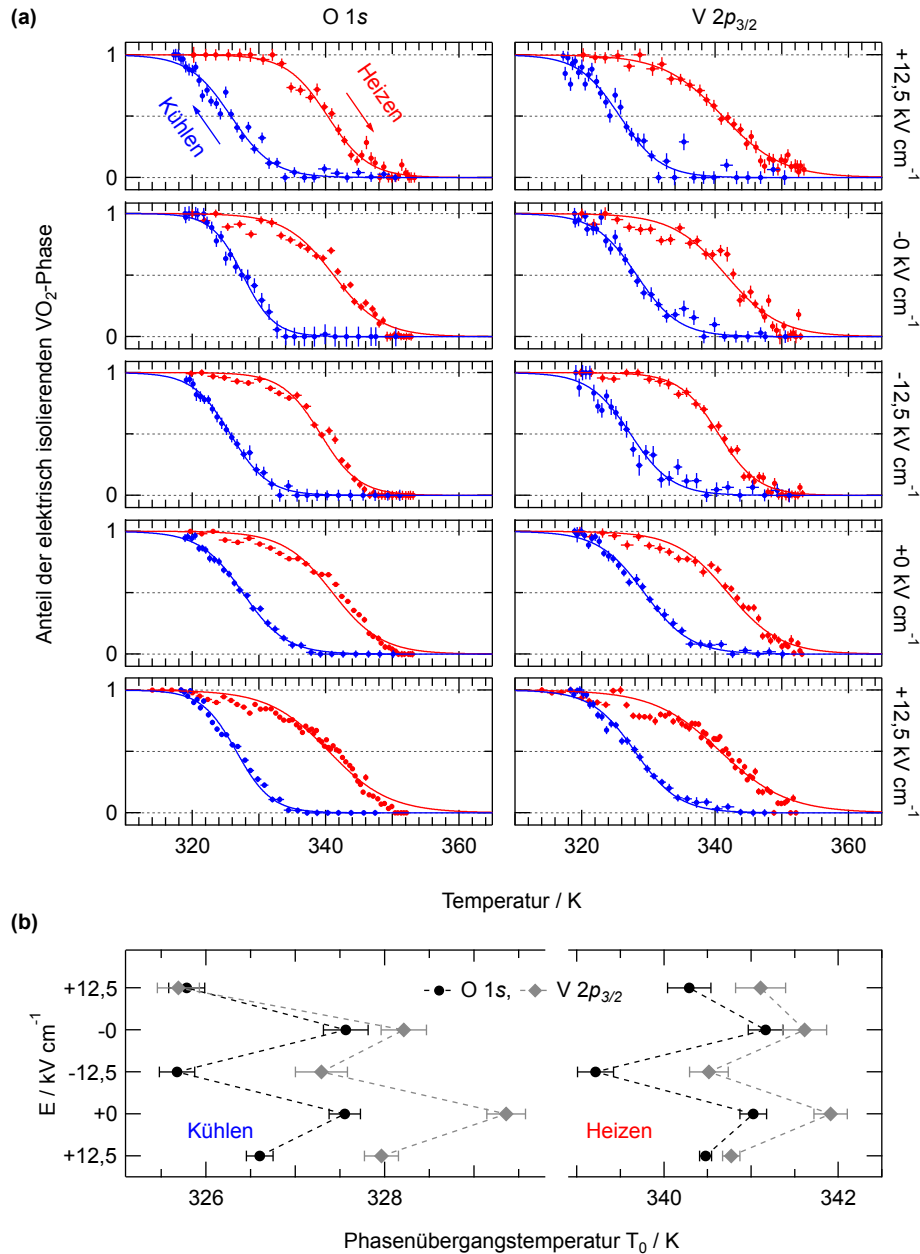 (a)
O 1s
V 2p3/2
1
0
Kühlen
Heizen
+12,5 kV cm-1
1
0
-0 kV cm-1
1
0
-12,5 kV cm-1
1
0
+0 kV cm-1
1
0
+12,5 kV cm-1
320 340 360 320 340 360
Anteil der elektrisch isolierenden VO2-Phase
Temperatur / K
(b)
O 1s, V 2p3/2
+12,5
-0
-12,5
+0
+12,5
E / kV cm-1
Kühlen
Heizen
326 328 340 342
Phasenübergangstemperatur T0 / K